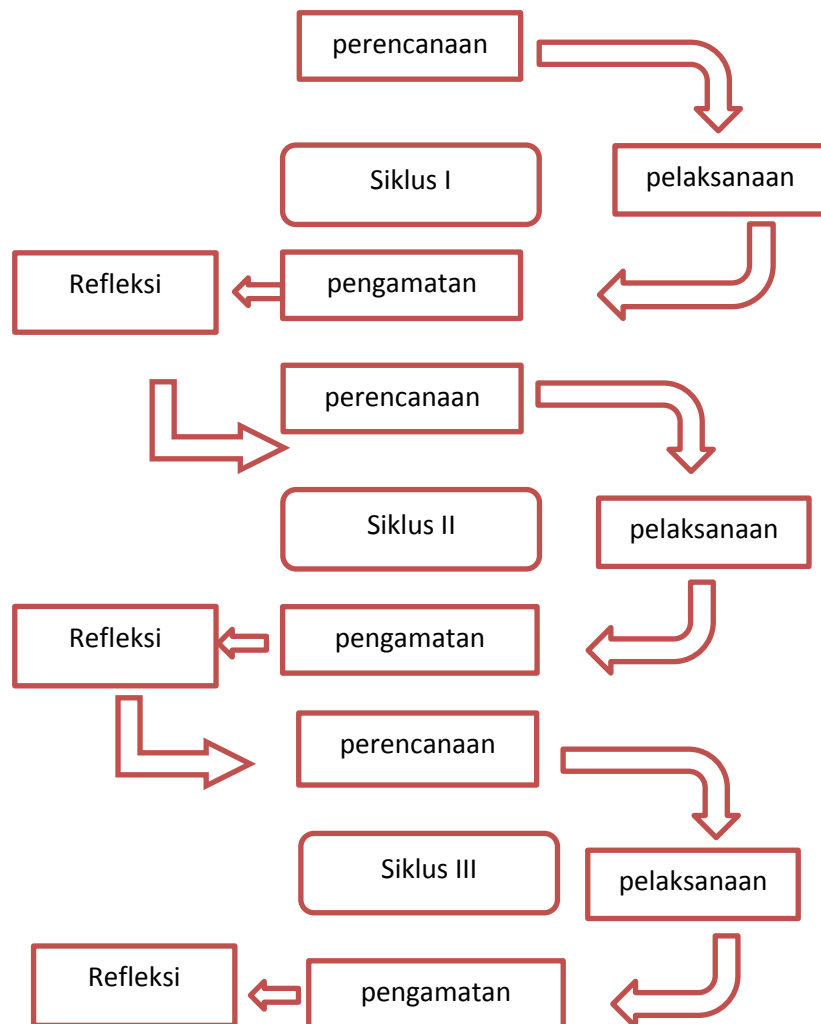 perencanaan
Siklus I
pelaksanaan
Refleksi
pengamatan
perencanaan
Siklus II
pelaksanaan
Refleksi
pengamatan
perencanaan
Siklus III
pelaksanaan
Refleksi
pengamatan